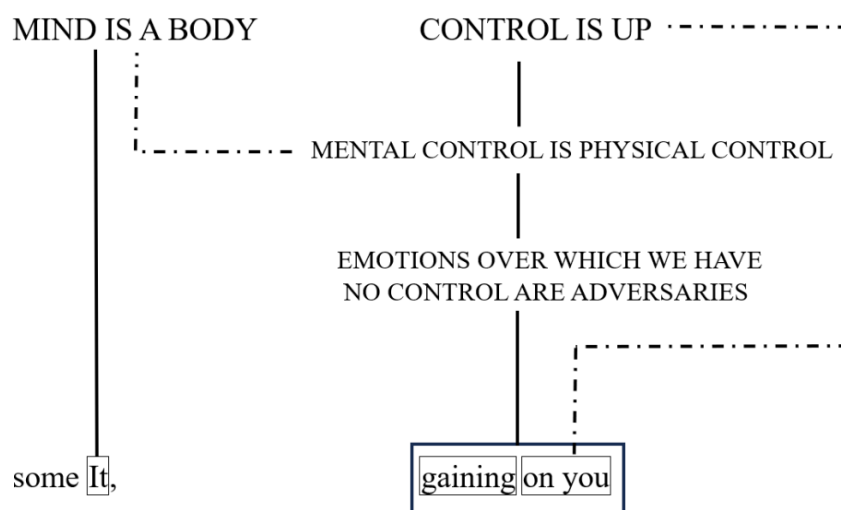 MIND IS A BODY CONTROL IS UP
MENTAL CONTROL IS PHYSICAL CONTROL
EMOTIONS OVER WHICH WE HAVE
NO CONTROL ARE ADVERSARIES
some It, gaining on you